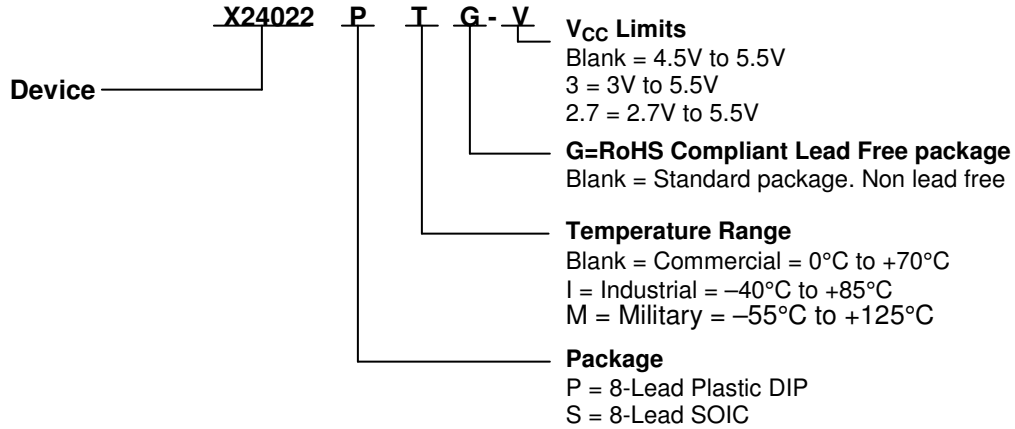 X24022 P T G - V
Device
VCC Limits
Blank = 4.5V to 5.5V
3 = 3V to 5.5V
2.7 = 2.7V to 5.5V
G=RoHS Compliant Lead Free package
Blank = Standard package. Non lead free
Temperature Range
Blank = Commercial = 0°C to +70°C
I = Industrial = –40°C to +85°C
M = Military = –55°C to +125°C
Package
P = 8-Lead Plastic DIP
S = 8-Lead SOIC